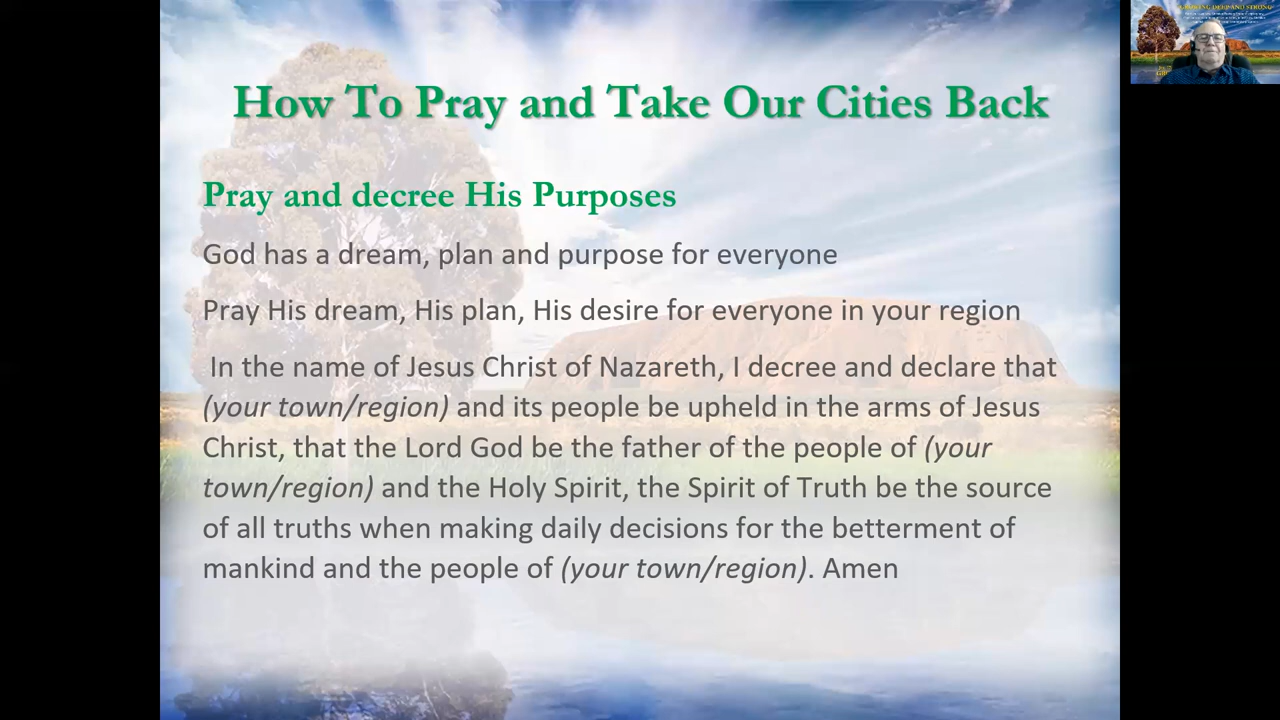 How To Pray and Take Our Cities Back
GROWING DEEP AND STRONG
Pray and decree His Purposes
God has a dream, plan and purpose for everyone
Pray His dream, His plan, His desire for everyone in your region
In the name of Jesus Christ of Nazareth, I decree and declare that
(your town/region) and its people be upheld in the arms of Jesus
Christ, that the Lord God be the father of the people of (your
town/region) and the Holy Spirit, the Spirit of Truth be the source
of all truths when making daily decisions for the betterment of
mankind and the people of (your town/region). Amen